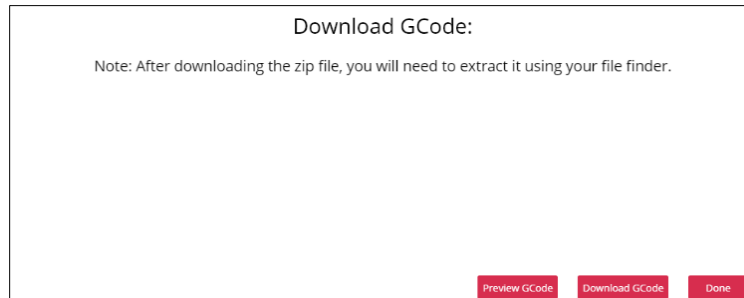 Download GCode:
Note: After downloading the zip file, you will need to extract it using your file finder.
Preview GCode Download GCode Done